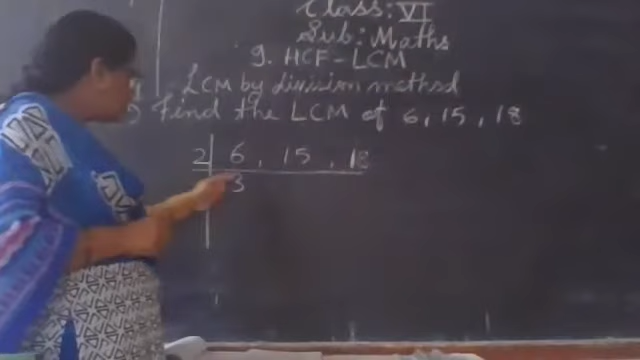 Class: VI
Sub: Maths
9. HCF - LCM
LCM by division method
Find the LCM of 6, 15, 18
2 | 6, 15, 18
3